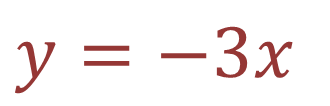 y = −3x